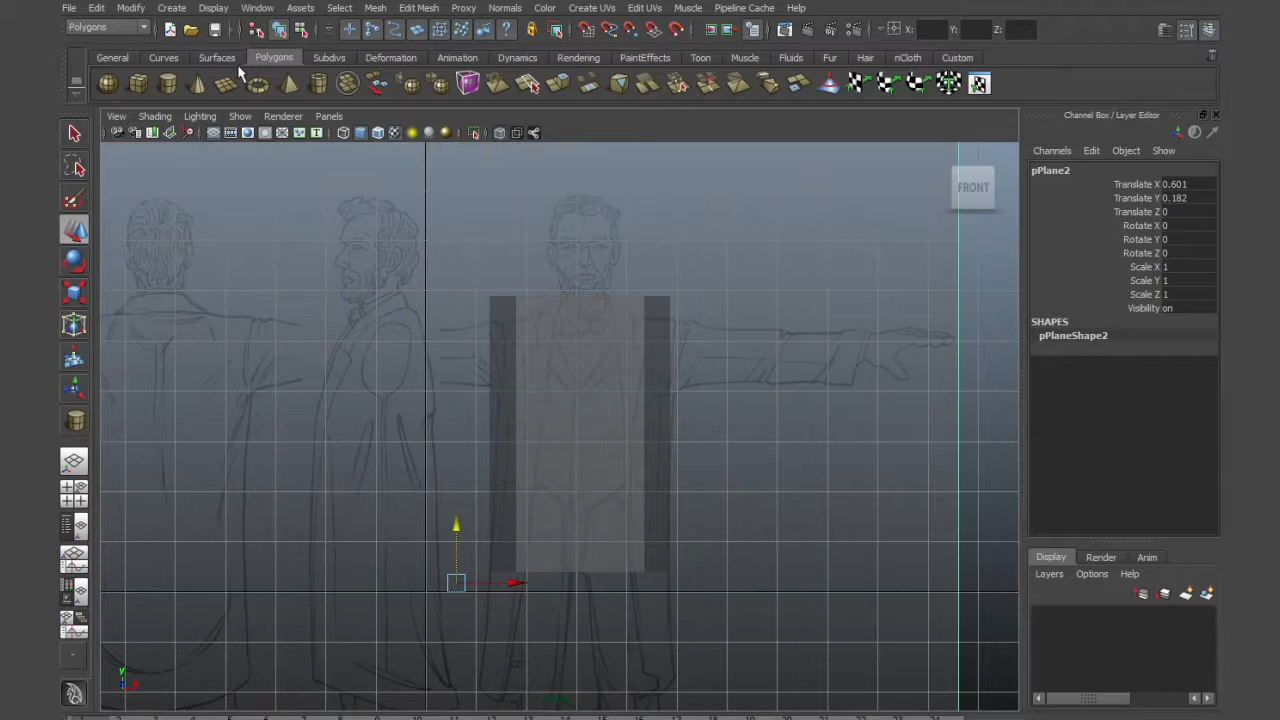 File Edit Modify Create Display Window Assets Select Mesh Edit Mesh Proxy Normals Color Create UVs Edit UVs Muscle Pipeline Cache Help
Polygons X: Y: Z:
General Curves Surfaces Polygons Subdivs Deformation Animation Dynamics Rendering PaintEffects Toon Muscle Fluids Fur Hair nCloth Custom
View Shading Lighting Show Renderer Panels
Channel Box / Layer Editor
Channels Edit Object Show
pPlane2
Translate X 0.601
Translate Y 0.182
Translate Z 0
Rotate X 0
Rotate Y 0
Rotate Z 0
Scale X 1
Scale Y 1
Scale Z 1
Visibility on
SHAPES
pPlaneShape2
FRONT
y
Display Render Anim
Layers Options Help